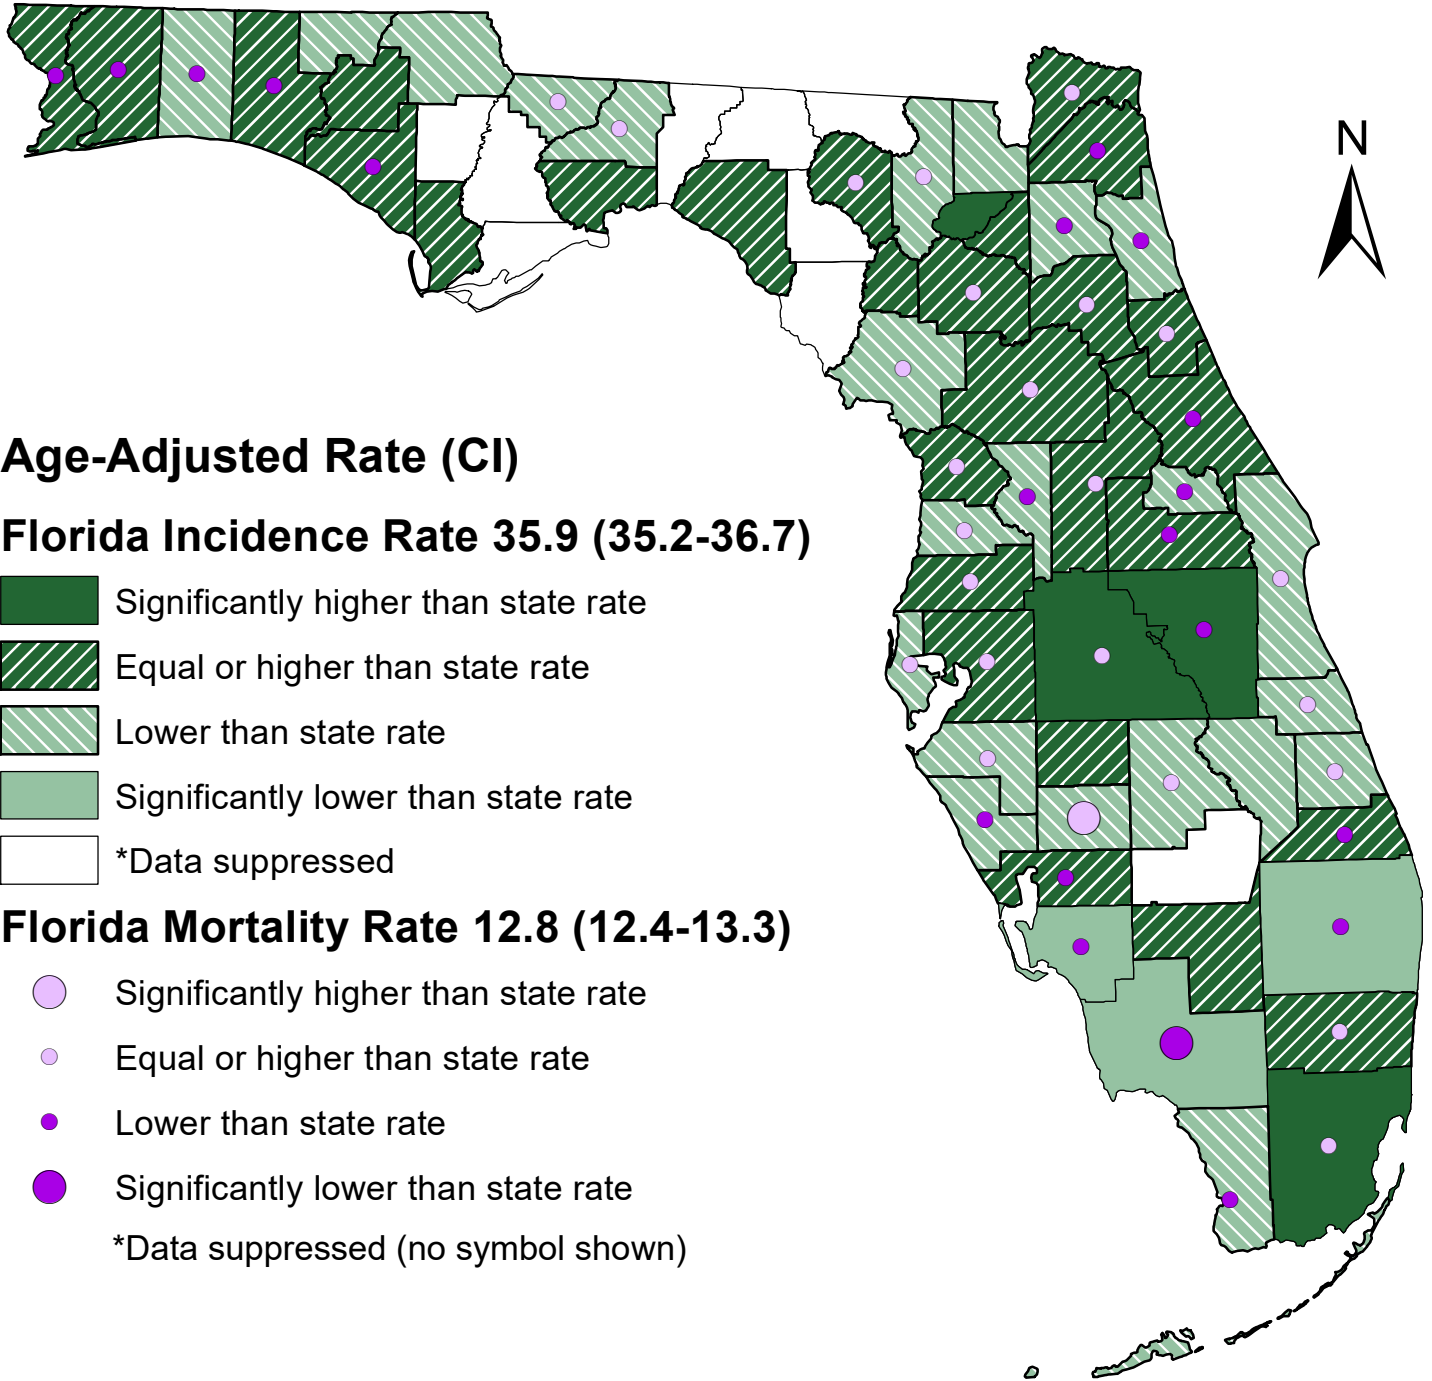 N
Age-Adjusted Rate (CI)
Florida Incidence Rate 35.9 (35.2-36.7)
Significantly higher than state rate
Equal or higher than state rate
Lower than state rate
Significantly lower than state rate
*Data suppressed
Florida Mortality Rate 12.8 (12.4-13.3)
Significantly higher than state rate
Equal or higher than state rate
Lower than state rate
Significantly lower than state rate
*Data suppressed (no symbol shown)